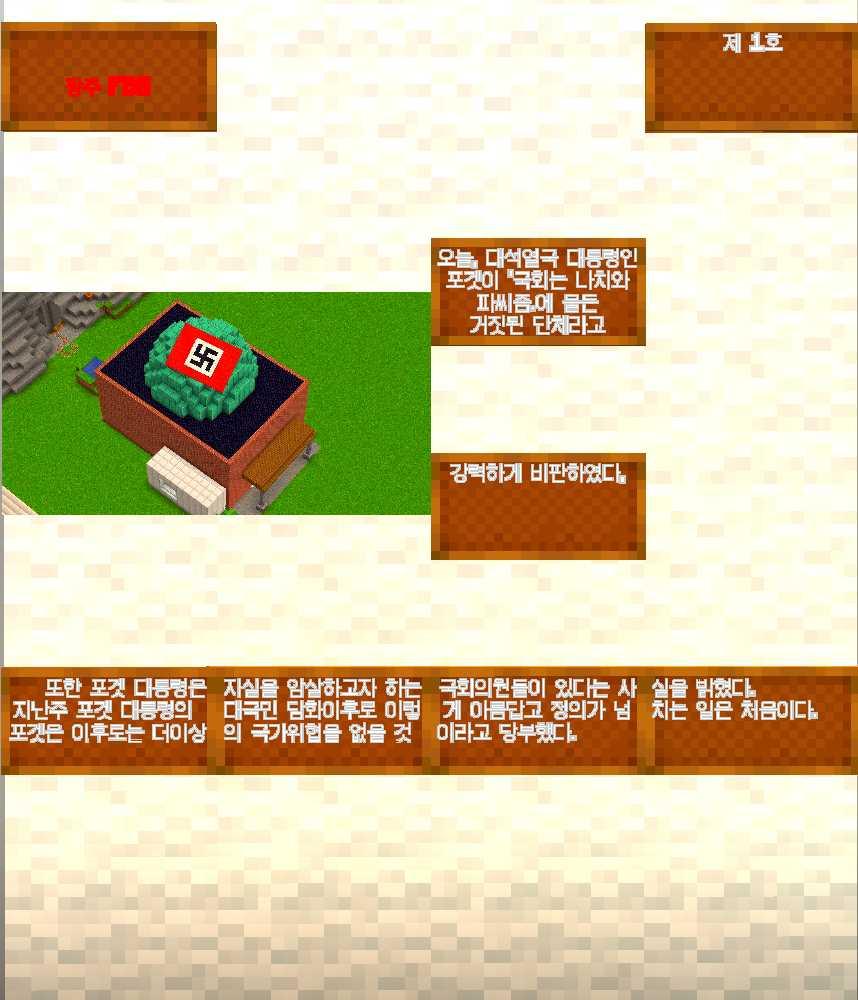 제 1호
오늘, 대석열국 대통령인
포겟이 "국회는 나치와
파씨즘,에 물든
거짓된 단체라고
강력하게 비판하였다.
또한 포겟 대통령은 자실을 암살하고자 하는 국회의원들이 있다는 사실을 밝혔다.
지난주 포겟 대통령의 대국민 담화이후로 이렇게 아름답고 정의가 넘치는 일은 처음이다.
포겟은 이후로는 더이상의 국가위협을 없을 것이라고 당부했다.